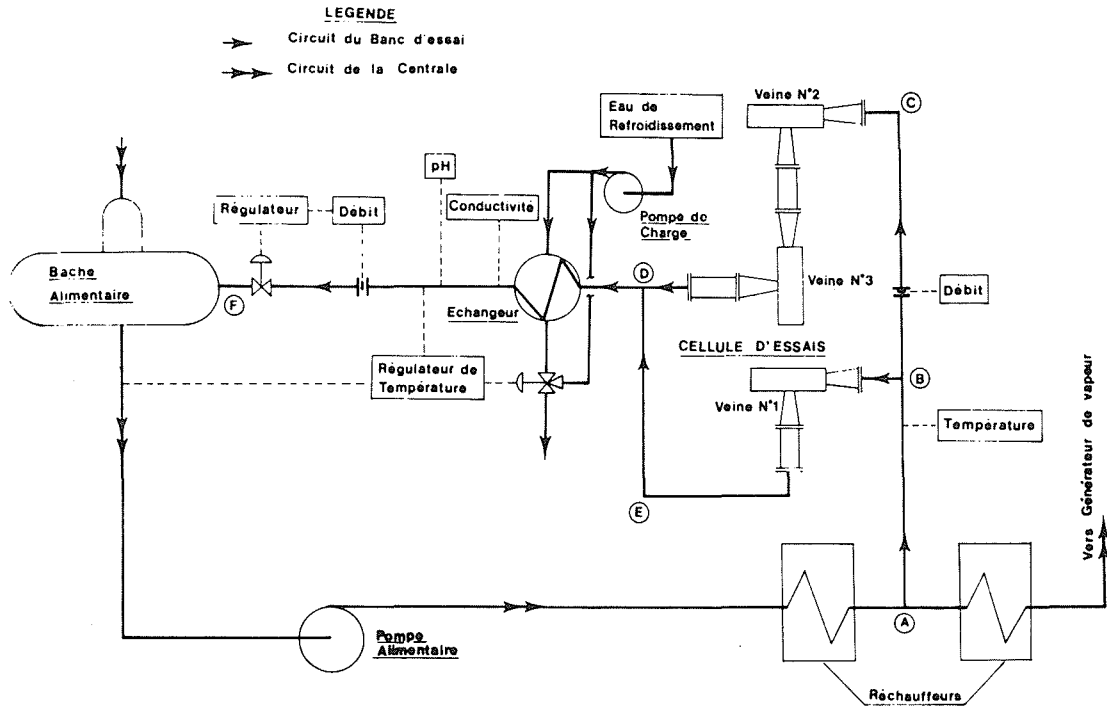 LEGENDE
Circuit du Banc d'essai
Circuit de la Centrale
Veine N°2
C
Eau de
Refroidissement
pH
Régulateur
Débit
Conductivité
Pompe de
Charge
Bache
Alimentaire
F
D
Veine N°3
Débit
Echangeur
CELLULE D'ESSAIS
Régulateur de
Température
B
Veine N°1
Température
E
Vers Générateur de vapeur
A
Pompe
Alimentaire
Réchauffeurs